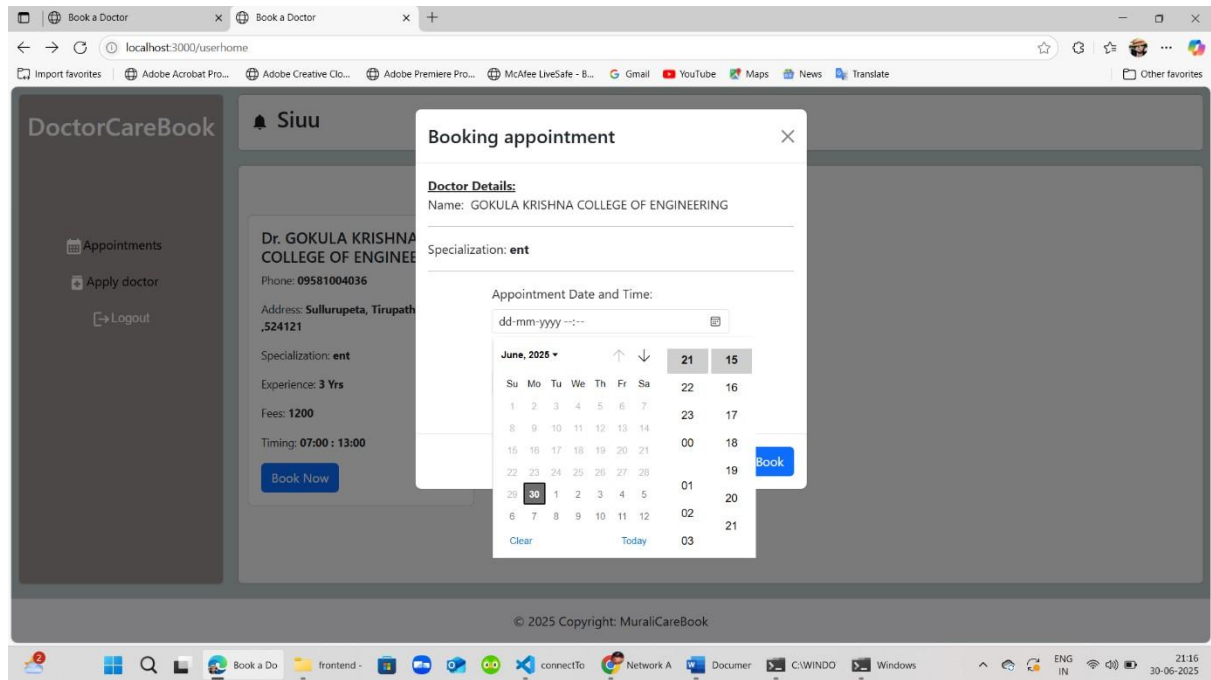 Book a Doctor
Book a Doctor
localhost:3000/userhome
Import favorites Adobe Acrobat Pro... Adobe Creative Clo... Adobe Premiere Pro... McAfee LiveSafe - B... Gmail YouTube Maps News Translate Other favorites
DoctorCareBook
Appointments
Apply doctor
Logout
Siuu
Dr. GOKULA KRISHNA
COLLEGE OF ENGINEE
Phone: 09581004036
Address: Sullurupeta, Tirupath
,524121
Specialization: ent
Experience: 3 Yrs
Fees: 1200
Timing: 07:00 : 13:00
Book Now
Booking appointment
Doctor Details:
Name: GOKULA KRISHNA COLLEGE OF ENGINEERING
Specialization: ent
Appointment Date and Time:
dd-mm-yyyy --:--
June, 2025
Su Mo Tu We Th Fr Sa
1 2 3 4 5 6 7
8 9 10 11 12 13 14
15 16 17 18 19 20 21
22 23 24 25 26 27 28
29 30 1 2 3 4 5
6 7 8 9 10 11 12
Clear Today
21 15
22 16
23 17
00 18
19
01
20
02
21
03
Book
© 2025 Copyright: MuraliCareBook
2
Book a Do frontend - connectTo Network A Documer C:\WINDO Windows
ENG
IN
21:16
30-06-2025